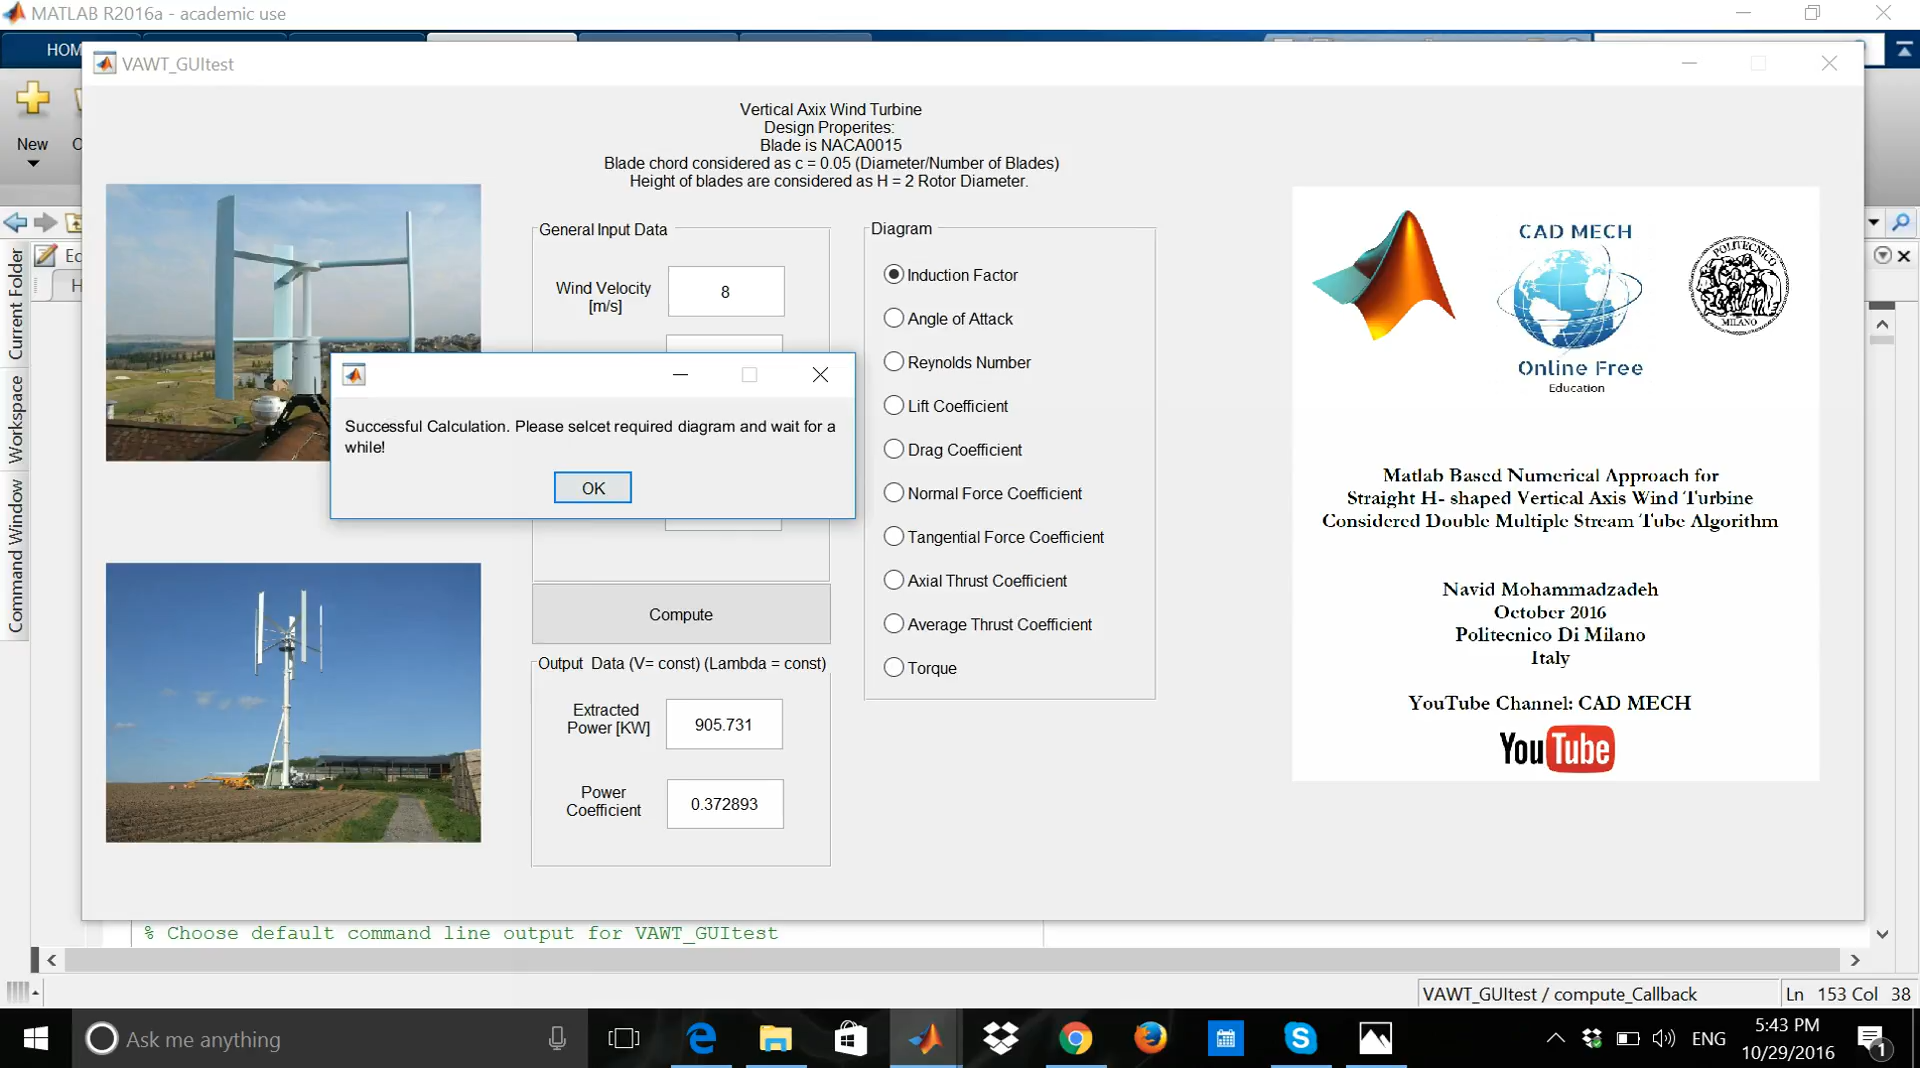 MATLAB R2016a - academic use
HOM
VAWT_GUItest
New
Vertical Axix Wind Turbine
Design Properites:
Blade is NACA0015
Blade chord considered as c = 0.05 (Diameter/Number of Blades)
Height of blades are considered as H = 2 Rotor Diameter.
Current Folder
Workspace
Command Window
General Input Data
Wind Velocity
[m/s]
8
Successful Calculation. Please selcet required diagram and wait for a
while!
OK
Compute
Output Data (V= const) (Lambda = const)
Extracted
Power [KW]
905.731
Power
Coefficient
0.372893
Diagram
Induction Factor
Angle of Attack
Reynolds Number
Lift Coefficient
Drag Coefficient
Normal Force Coefficient
Tangential Force Coefficient
Axial Thrust Coefficient
Average Thrust Coefficient
Torque
CAD MECH
Online Free
Education
POLITECNICO
MILANO
Matlab Based Numerical Approach for
Straight H- shaped Vertical Axis Wind Turbine
Considered Double Multiple Stream Tube Algorithm
Navid Mohammadzadeh
October 2016
Politecnico Di Milano
Italy
YouTube Channel: CAD MECH
YouTube
% Choose default command line output for VAWT_GUItest
VAWT_GUItest / compute_Callback
Ln 153 Col 38
Ask me anything
ENG
5:43 PM
10/29/2016
1